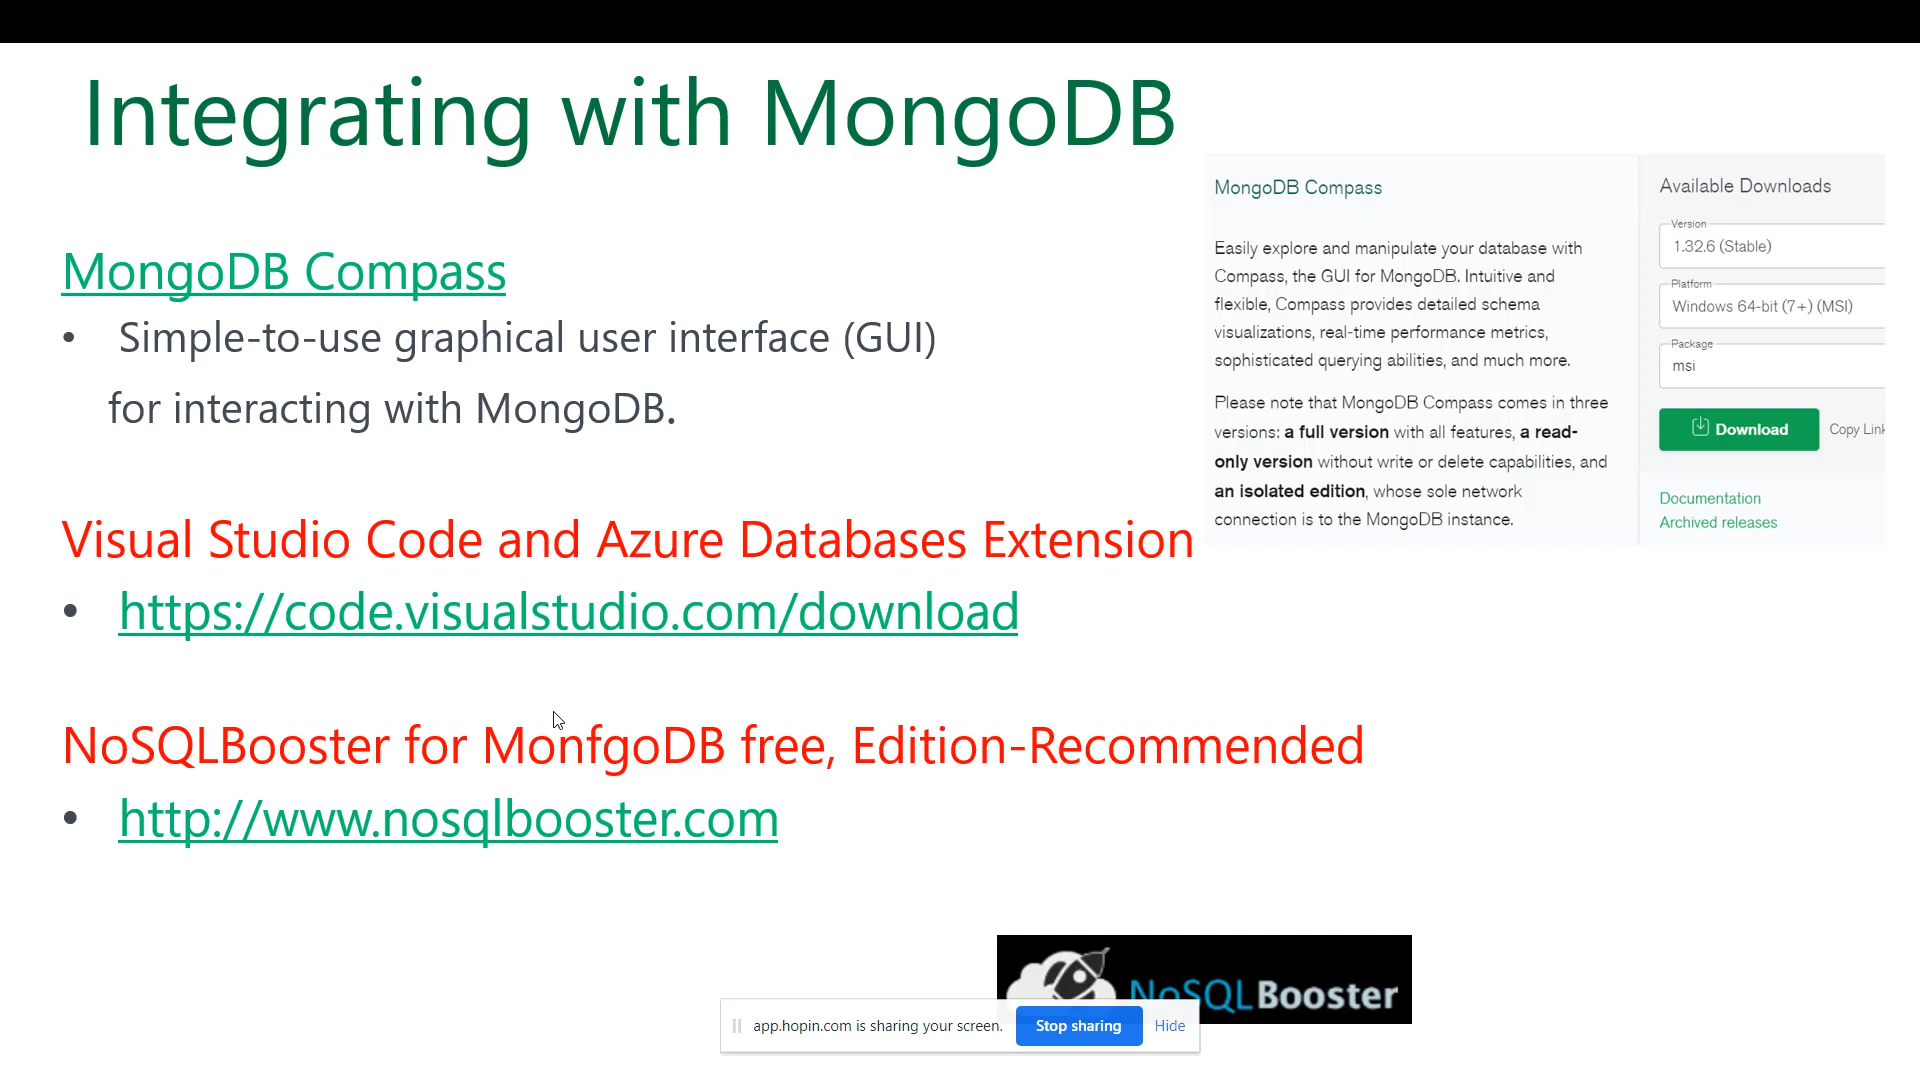 Integrating with MongoDB
MongoDB Compass
• Simple-to-use graphical user interface (GUI)
for interacting with MongoDB.
Visual Studio Code and Azure Databases Extension
• https://code.visualstudio.com/download
NoSQLBooster for MonfgoDB free, Edition-Recommended
• http://www.nosqlbooster.com
MongoDB Compass
Easily explore and manipulate your database with
Compass, the GUI for MongoDB. Intuitive and
flexible, Compass provides detailed schema
visualizations, real-time performance metrics,
sophisticated querying abilities, and much more.
Please note that MongoDB Compass comes in three
versions: a full version with all features, a read-
only version without write or delete capabilities, and
an isolated edition, whose sole network
connection is to the MongoDB instance.
Available Downloads
Version
1.32.6 (Stable)
Platform
Windows 64-bit (7+) (MSI)
Package
msi
Download
Copy Link
Documentation
Archived releases
NoSQLBooster
app.hopin.com is sharing your screen.
Stop sharing
Hide